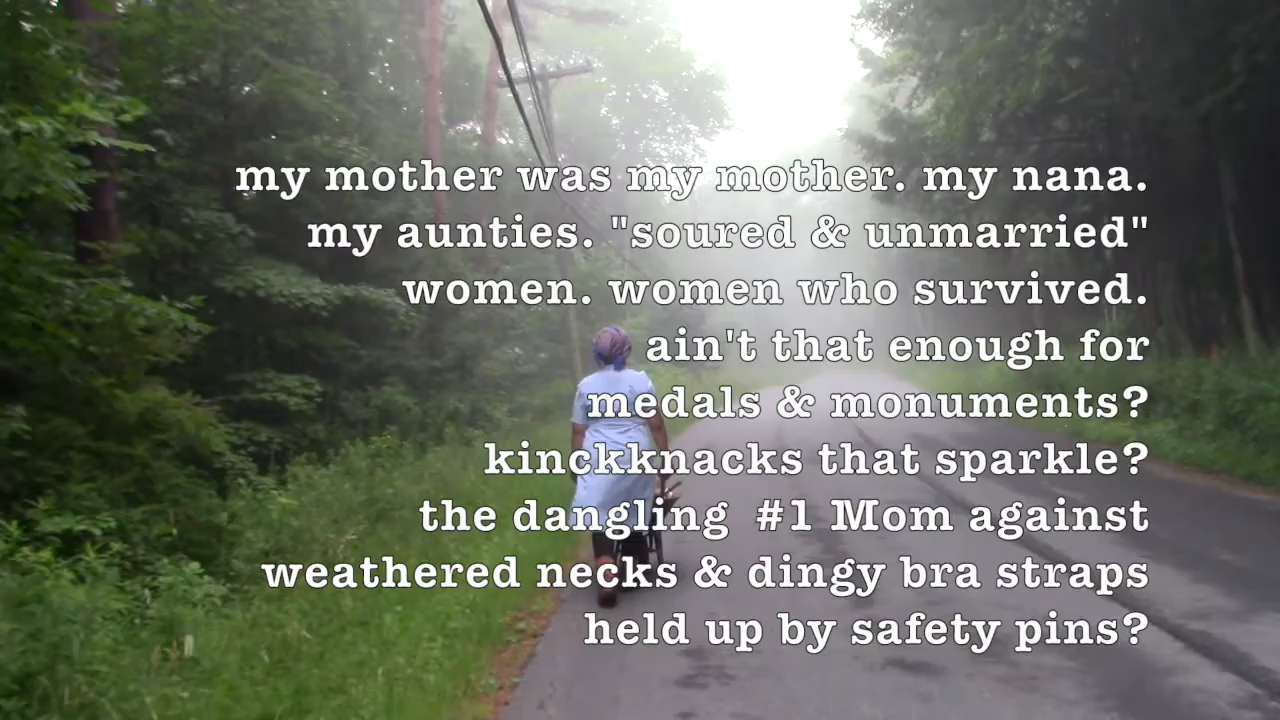 my mother was my mother. my nana.
my aunties. "soured & unmarried"
women. women who survived.
ain't that enough for
medals & monuments?
kinckknacks that sparkle?
the dangling  #1 Mom against
weathered necks & dingy bra straps
held up by safety pins?